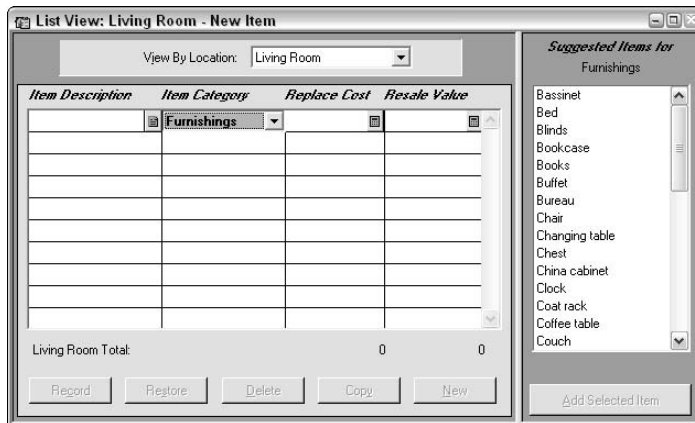 List View: Living Room - New Item
View By Location: Living Room
Item Description Item Category Replace Cost Resale Value
Furnishings
Living Room Total: 0 0
Record Restore Delete Copy New
Suggested Items for
Furnishings
Bassinet
Bed
Blinds
Bookcase
Books
Buffet
Bureau
Chair
Changing table
Chest
China cabinet
Clock
Coat rack
Coffee table
Couch
Add Selected Item